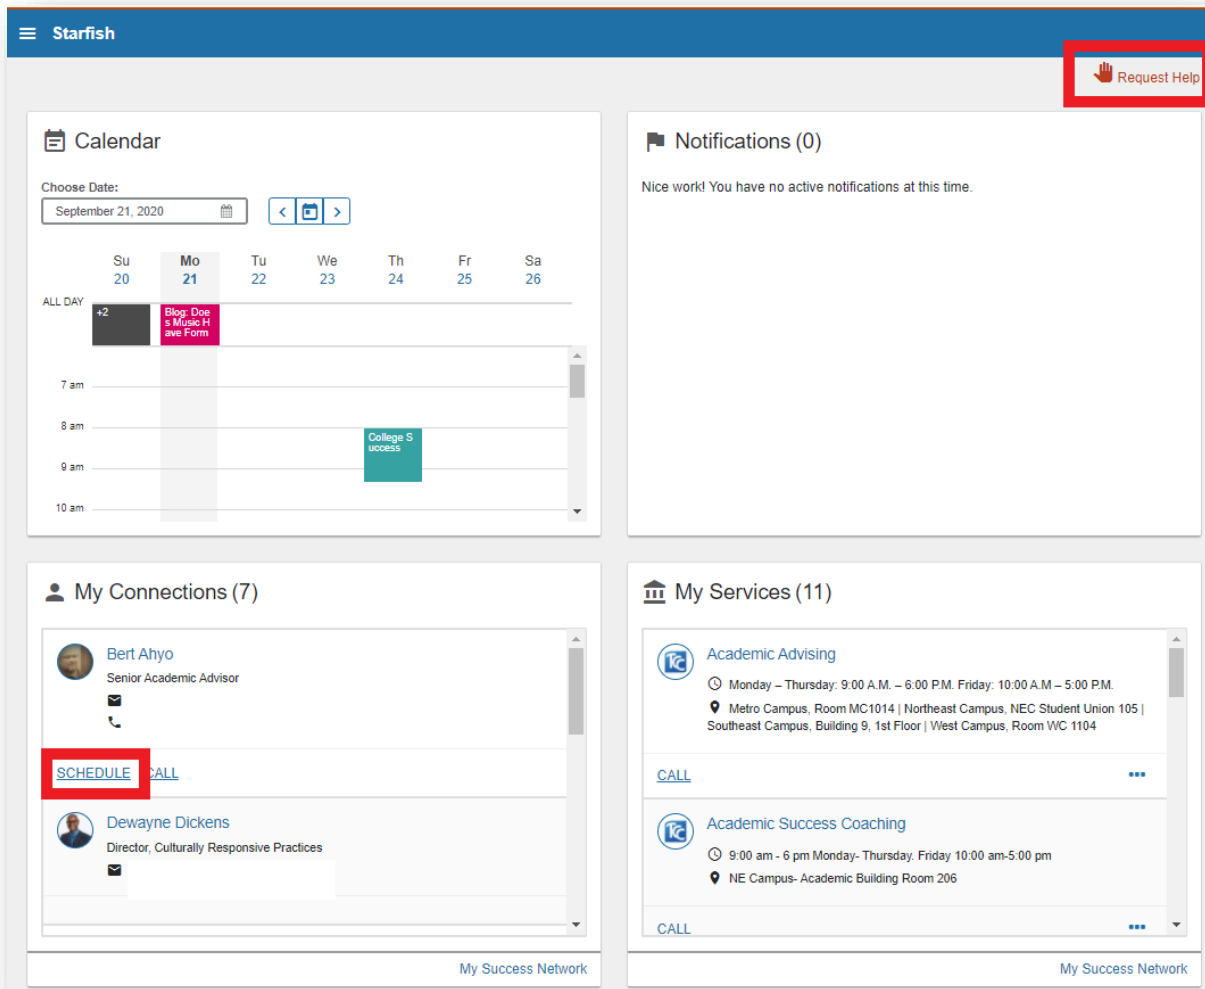 Starfish
Request Help
Calendar
Choose Date:
September 21, 2020
Su Mo Tu We Th Fr Sa
20 21 22 23 24 25 26
ALL DAY
+2
Blog: Doe
s Music H
ave Form
7 am
8 am
College S
uccess
9 am
10 am
Notifications (0)
Nice work! You have no active notifications at this time.
My Connections (7)
Bert Ahyo
Senior Academic Advisor
SCHEDULE CALL
Dewayne Dickens
Director, Culturally Responsive Practices
My Success Network
My Services (11)
TCC
Academic Advising
Monday – Thursday: 9:00 A.M. – 6:00 P.M. Friday: 10:00 A.M – 5:00 P.M.
Metro Campus, Room MC1014 | Northeast Campus, NEC Student Union 105 |
Southeast Campus, Building 9, 1st Floor | West Campus, Room WC 1104
CALL
TCC
Academic Success Coaching
9:00 am - 6 pm Monday- Thursday. Friday 10:00 am-5:00 pm
NE Campus- Academic Building Room 206
CALL
My Success Network